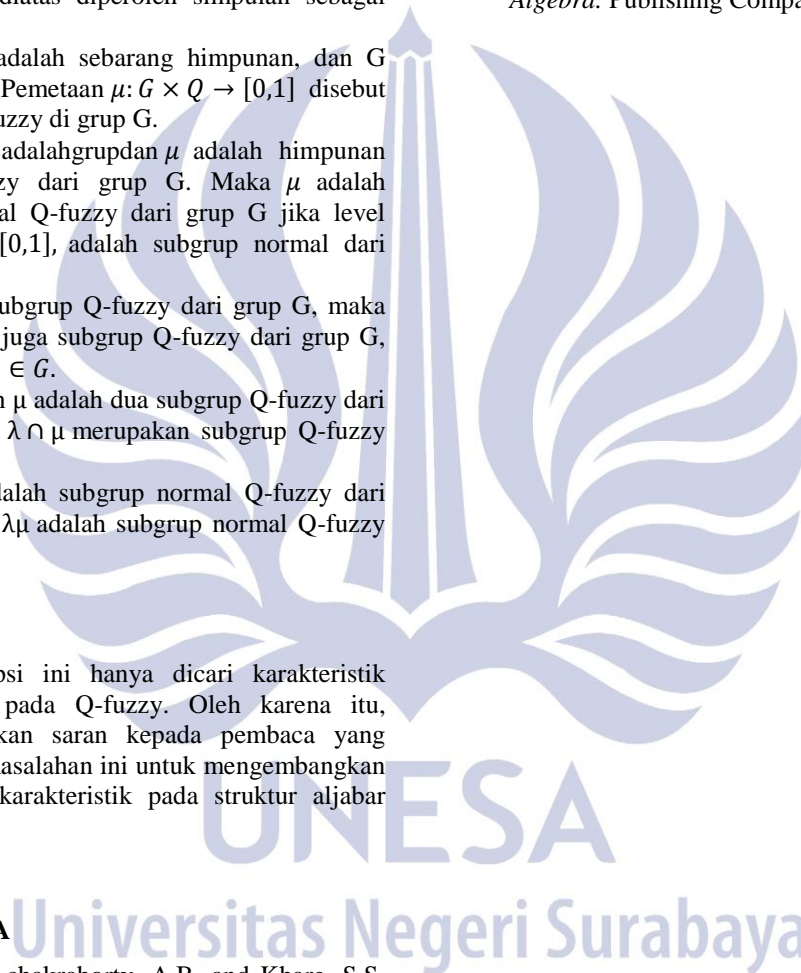 diatas diperoleh simpulan sebagai
Algebra. Publishing Compa
adalah sebarang himpunan, dan G
Pemetaan μ: G × Q → [0,1] disebut
uzzy di grup G.
adalahgrupdan μ adalah himpunan
zy dari grup G. Maka μ adalah
al Q-fuzzy dari grup G jika level
[0,1], adalah subgrup normal dari
ubgrup Q-fuzzy dari grup G, maka
juga subgrup Q-fuzzy dari grup G,
∈ G.
n μ adalah dua subgrup Q-fuzzy dari
λ ∩ μ merupakan subgrup Q-fuzzy
dalah subgrup normal Q-fuzzy dari
λμ adalah subgrup normal Q-fuzzy
psi ini hanya dicari karakteristik
pada Q-fuzzy. Oleh karena itu,
kan saran kepada pembaca yang
masalahan ini untuk mengembangkan
karakteristik pada struktur aljabar
UNESA
A
Universitas Negeri Surabaya
chakraborty, A.B. and Khare, S.S.